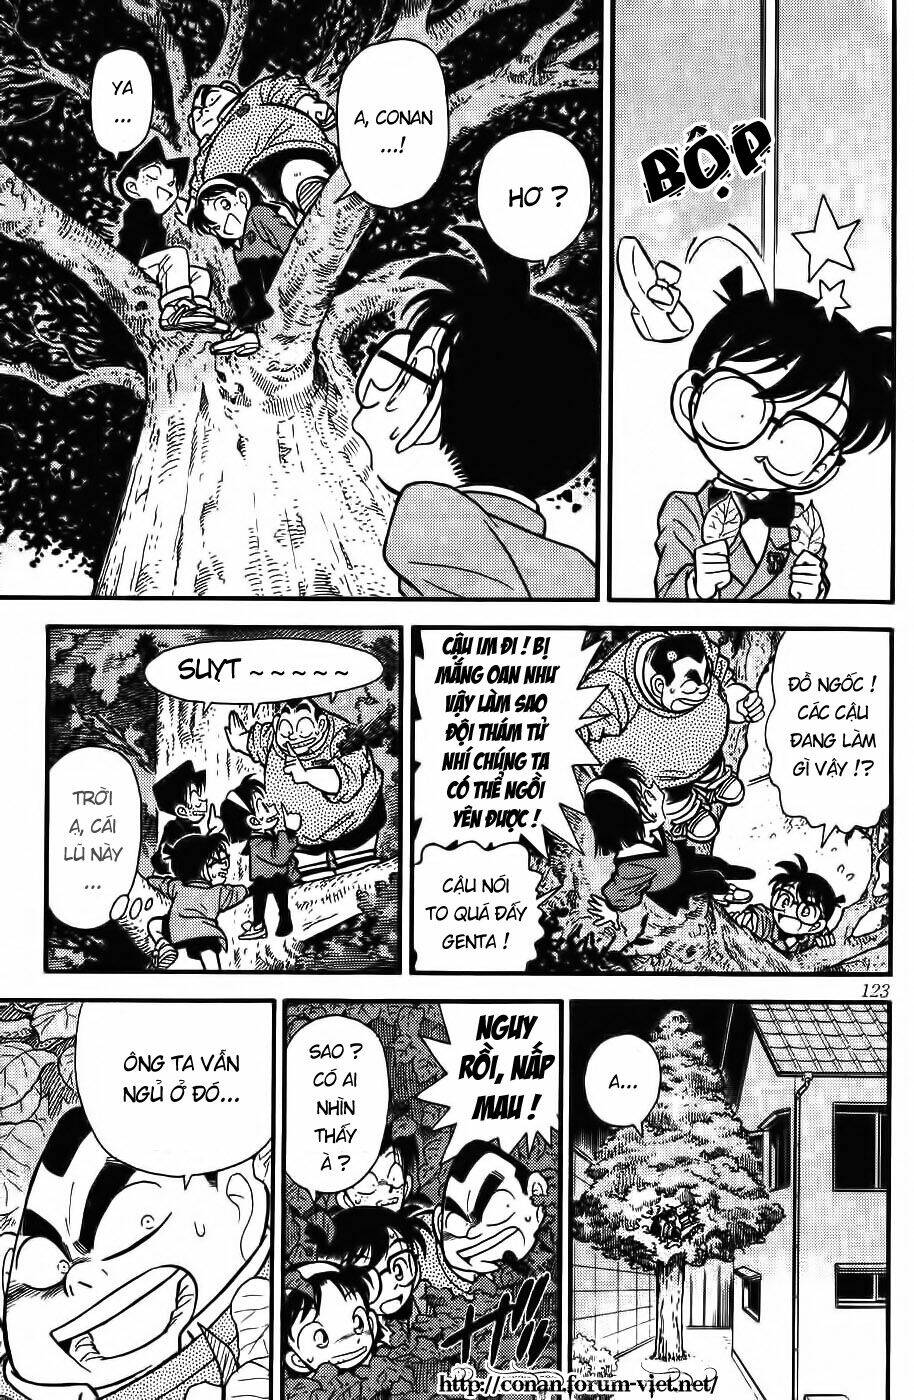 BỘP
HƠ ?
A, CONAN
...!
YA
...
ĐỒ NGỐC !
CÁC CẬU
ĐANG LÀM
GÌ VẬY !?
CẬU IM ĐI ! BỊ
MẮNG OAN NHƯ
VẬY LÀM SAO
ĐỘI THÁM TỬ
NHÍ CHÚNG TA
CÓ THỂ NGỒI
YÊN ĐƯỢC !
CẬU NÓI
TO QUÁ ĐẤY
GENTA !
SUYT ~~~~~
TRỜI
Ạ, CÁI
LŨ NÀY
...
123
A...
NGUY
RỒI, NẤP
MAU !
SAO ?
CÓ AI
NHÌN
THẤY
À ?
ÔNG TA VẪN
NGỦ Ở ĐÓ...
http://conan.forum-viet.net/